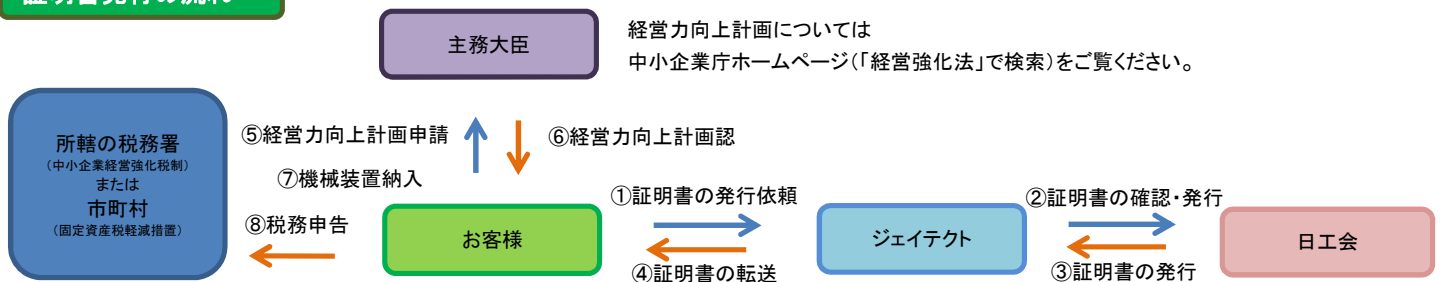 証明書発行の流れ
主務大臣
経営力向上計画については
中小企業庁ホームページ(「経営強化法」で検索)をご覧ください。
所轄の税務署
(中小企業経営強化税制)
または
市町村
(固定資産税軽減措置)
⑤経営力向上計画申請
⑥経営力向上計画認
⑦機械装置納入
⑧税務申告
お客様
①証明書の発行依頼
④証明書の転送
ジェイテクト
②証明書の確認・発行
③証明書の発行
日工会